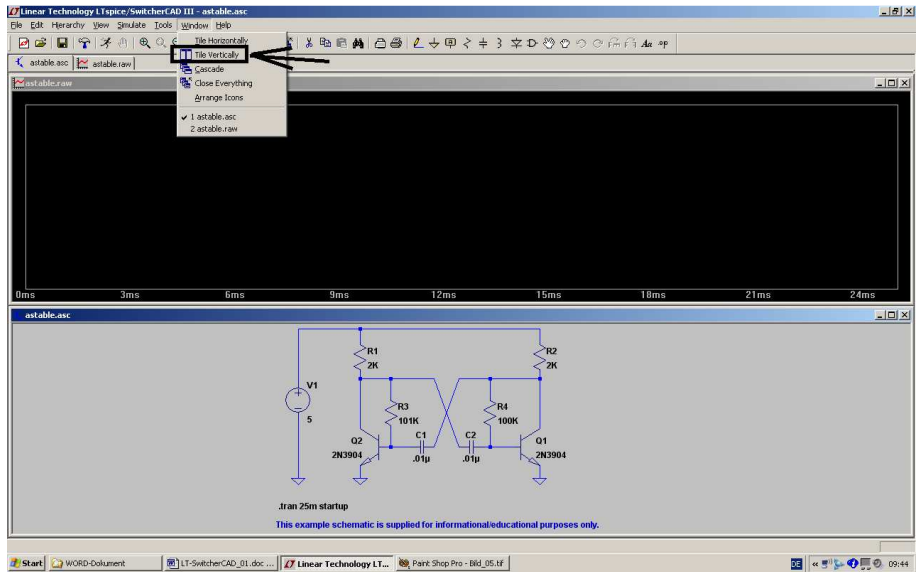 Linear Technology LTspice/SwitcherCAD III - astable.asc
File Edit Hierarchy View Simulate Tools Window Help
Tile Horizontally
Tile Vertically
Cascade
Close Everything
Arrange Icons
1 astable.asc
2 astable.raw
Aa .op
astable.asc astable.raw
astable.raw
0ms 3ms 6ms 9ms 12ms 15ms 18ms 21ms 24ms
astable.asc
R1
2K
R2
2K
V1
5
R3
101K
R4
100K
C1
.01µ
C2
.01µ
Q2
2N3904
Q1
2N3904
.tran 25m startup
This example schematic is supplied for informational/educational purposes only.
Start WORD-Dokument LT-SwitcherCAD_01.doc ... Linear Technology LT... Paint Shop Pro - Bild_05.tif DE 09:44